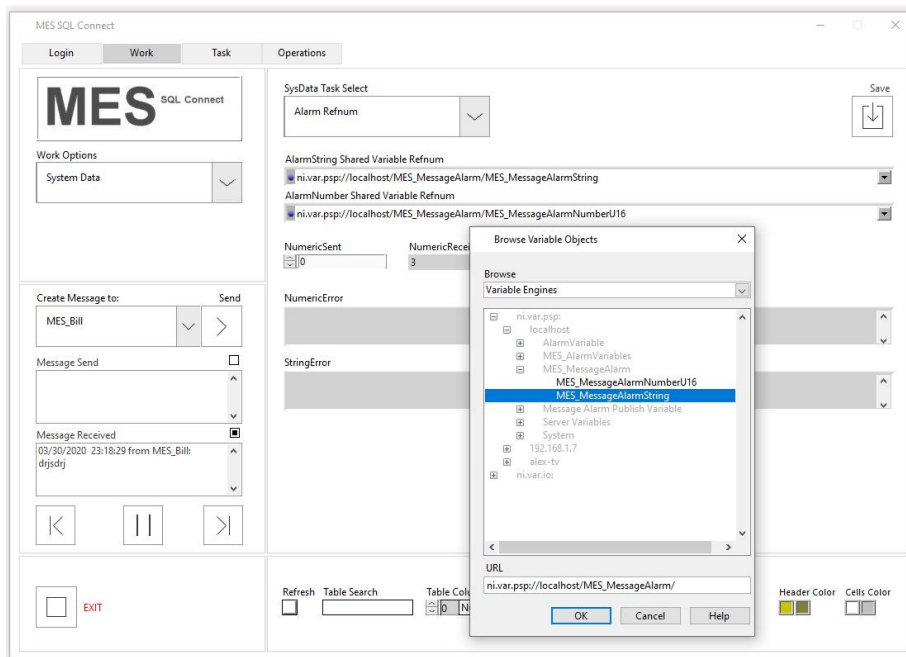 MES SQL Connect
Login
Work
Task
Operations
MES SQL Connect
Work Options
System Data
SysData Task Select
Alarm Refnum
Save
AlarmString Shared Variable Refnum
ni.var.psp://localhost/MES_MessageAlarm/MES_MessageAlarmString
AlarmNumber Shared Variable Refnum
ni.var.psp://localhost/MES_MessageAlarm/MES_MessageAlarmNumberU16
NumericSent
0
NumericRecei
3
NumericError
StringError
Create Message to:
Send
MES_Bill
Message Send
Message Received
03/30/2020 23:18:29 from MES_Bill:
drjsdrj
EXIT
Browse Variable Objects
Browse
Variable Engines
ni.var.psp:
localhost
AlarmVariable
MES_AlarmVariables
MES_MessageAlarm
MES_MessageAlarmNumberU16
MES_MessageAlarmString
Message Alarm Publish Variable
Server Variables
System
192.168.1.7
alex-tv
ni.var.io:
URL
ni.var.psp://localhost/MES_MessageAlarm/
OK
Cancel
Help
Refresh
Table Search
Table Colu
0
Header Color
Cells Color